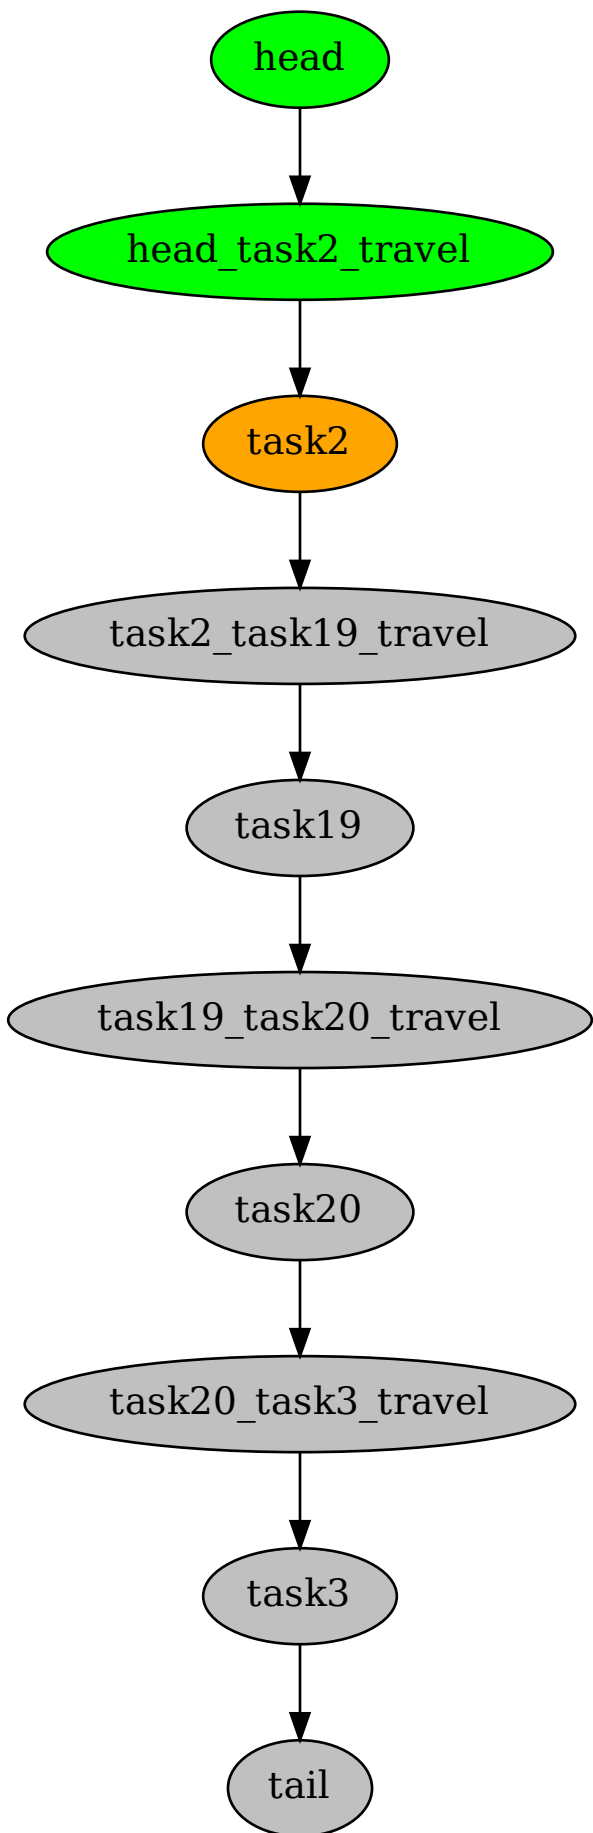 head
head_task2_travel
task2
task2_task19_travel
task19
task19_task20_travel
task20
task20_task3_travel
task3
tail